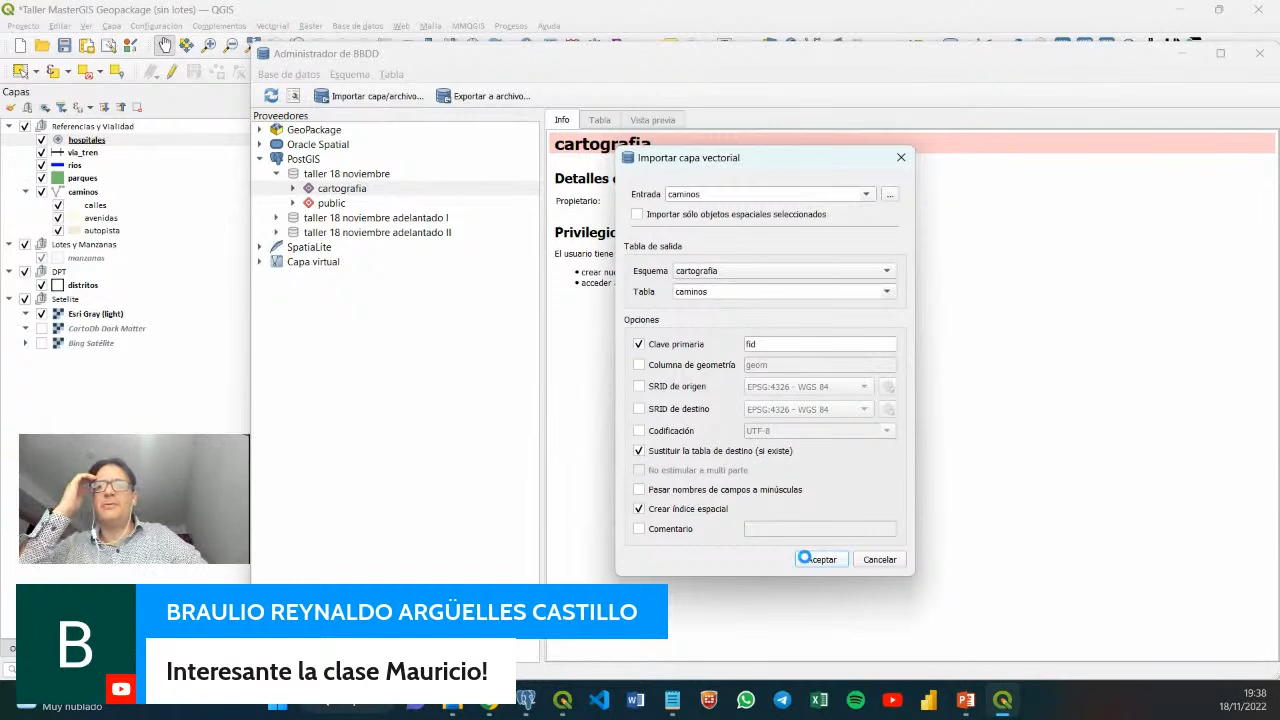 *Taller MasterGIS Geopackage (sin lotes) — QGIS
Proyecto Editar Ver Capa Configuración Complementos Vectorial Ráster Base de datos Web Malla MMQGIS Procesos Ayuda
Administrador de BBDD
Base de datos Esquema Tabla
Importar capa/archivo... Exportar a archivo...
Capas
Referencias y Vialidad
hospitales
via_tren
rios
parques
caminos
calles
avenidas
autopista
Lotes y Manzanas
manzanas
DPT
distritos
Setelite
Esri Gray (light)
CartoDb Dark Matter
Bing Satélite
Proveedores
GeoPackage
Oracle Spatial
PostGIS
taller 18 noviembre
cartografia
public
taller 18 noviembre adelantado I
taller 18 noviembre adelantado II
SpatiaLite
Capa virtual
Info Tabla Vista previa
cartografia
Detalles
Propietario:
Privilegio
El usuario tiene
• crear nue
• acceder
Importar capa vectorial
Entrada caminos ...
Importar sólo objetos espaciales seleccionados
Tabla de salida
Esquema cartografia
Tabla caminos
Opciones
Clave primaria fid
Columna de geometría geom
SRID de origen EPSG:4326 - WGS 84
SRID de destino EPSG:4326 - WGS 84
Codificación UTF-8
Sustituir la tabla de destino (si existe)
No estimular a multi parte
Pasar nombres de campos a minúsculas
Crear índice espacial
Comentario
Aceptar Cancelar
B
BRAULIO REYNALDO ARGÜELLES CASTILLO
Interesante la clase Mauricio!
Muy nublado
19:38
18/11/2022